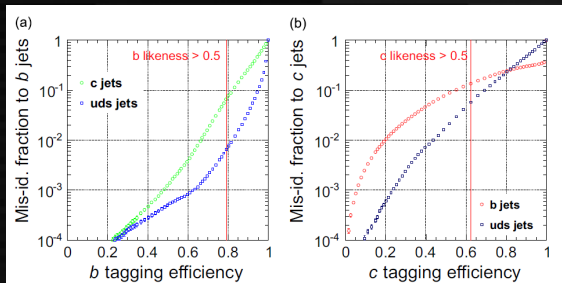 (a)
b likeness > 0.5
c jets
uds jets
Mis-id. fraction to b jets
1
10-1
10-2
10-3
10-4
0 0.2 0.4 0.6 0.8 1
b tagging efficiency
(b)
c likeness > 0.5
b jets
uds jets
Mis-id. fraction to c jets
1
10-1
10-2
10-3
10-4
0 0.2 0.4 0.6 0.8 1
c tagging efficiency